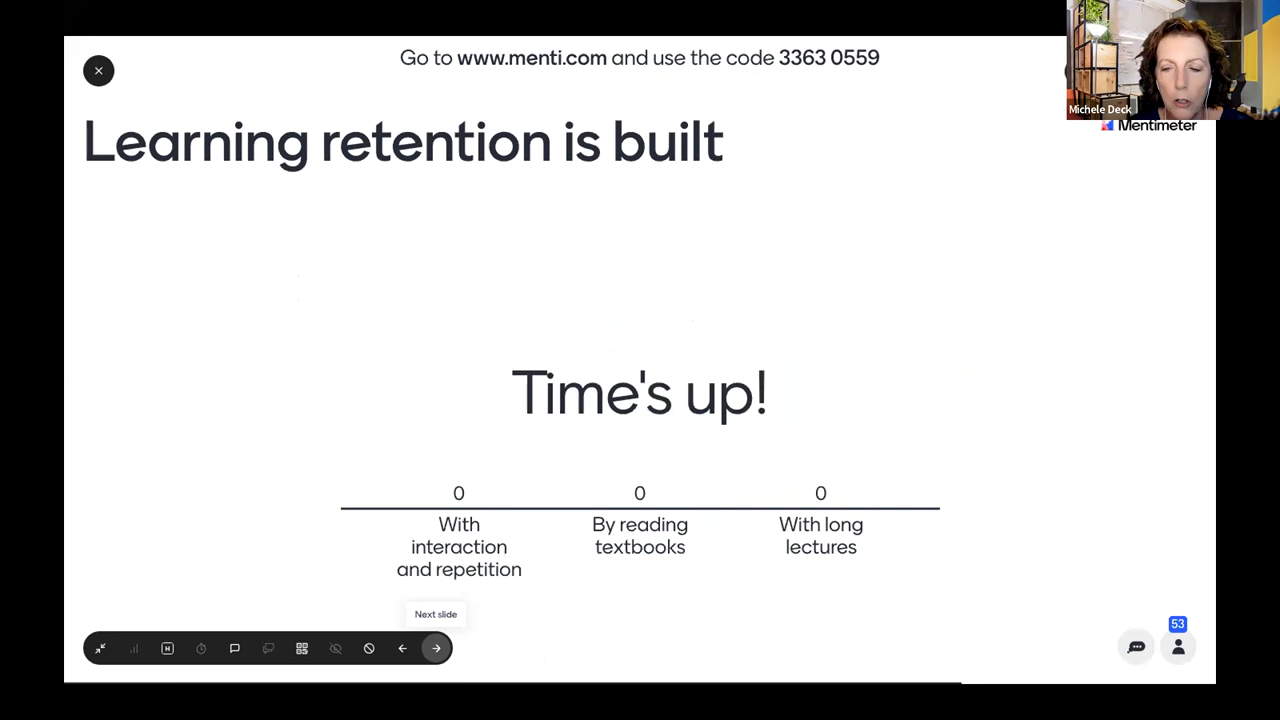 Go to www.menti.com and use the code 3363 0559
Michele Deck
Mentimeter
Learning retention is built
Time's up!
0
0
0
With
interaction
and repetition
By reading
textbooks
With long
lectures
Next slide
H
53